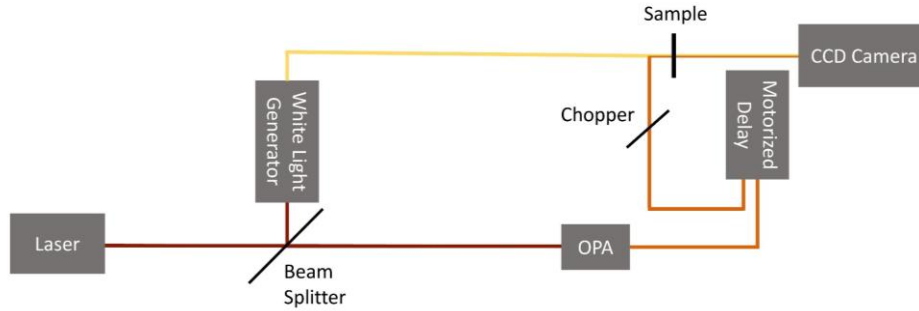 Sample
CCD Camera
White Light
Generator
Chopper
Motorized
Delay
Laser
OPA
Beam
Splitter